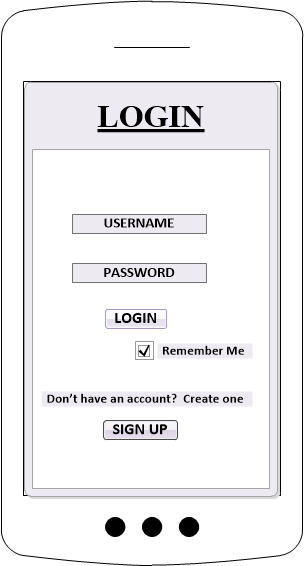 LOGIN
USERNAME
PASSWORD
LOGIN
Remember Me
Don't have an account?  Create one
SIGN UP